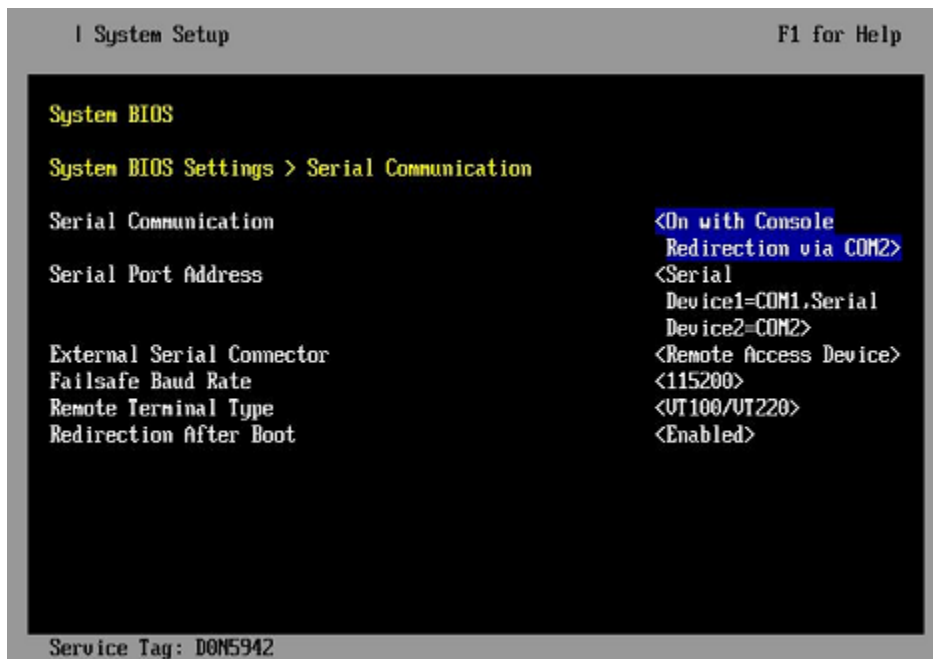 | System Setup F1 for Help
System BIOS
System BIOS Settings > Serial Communication
Serial Communication <On with Console
Redirection via COM2>
Serial Port Address <Serial
Device1=COM1,Serial
Device2=COM2>
External Serial Connector <Remote Access Device>
Failsafe Baud Rate <115200>
Remote Terminal Type <VT100/VT220>
Redirection After Boot <Enabled>
Service Tag: D0N5942